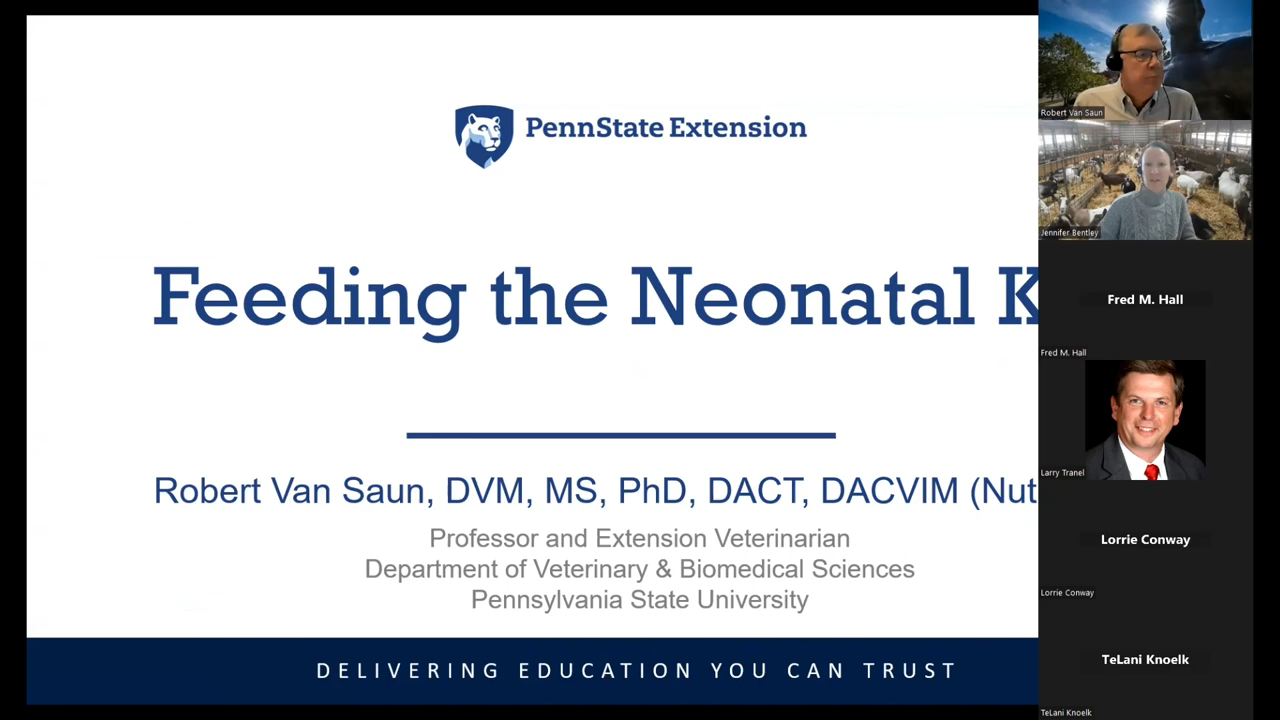 PennState Extension
Feeding the Neonatal K
Robert Van Saun, DVM, MS, PhD, DACT, DACVIM (Nut
Professor and Extension Veterinarian
Department of Veterinary & Biomedical Sciences
Pennsylvania State University
DELIVERING EDUCATION YOU CAN TRUST
Robert Van Saun
Jennifer Bentley
Fred M. Hall
Fred M. Hall
Larry Tranel
Lorrie Conway
Lorrie Conway
TeLani Knoelk
TeLani Knoelk